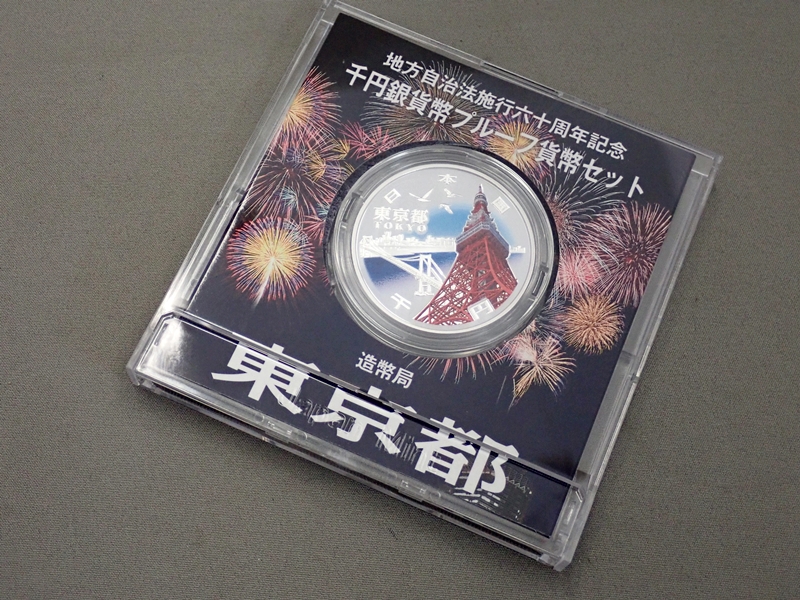 地方自治法施行六十周年記念
千円銀貨幣プルーフ貨幣セット
日本国
東京都
TOKYO
千円
造幣局
東京都